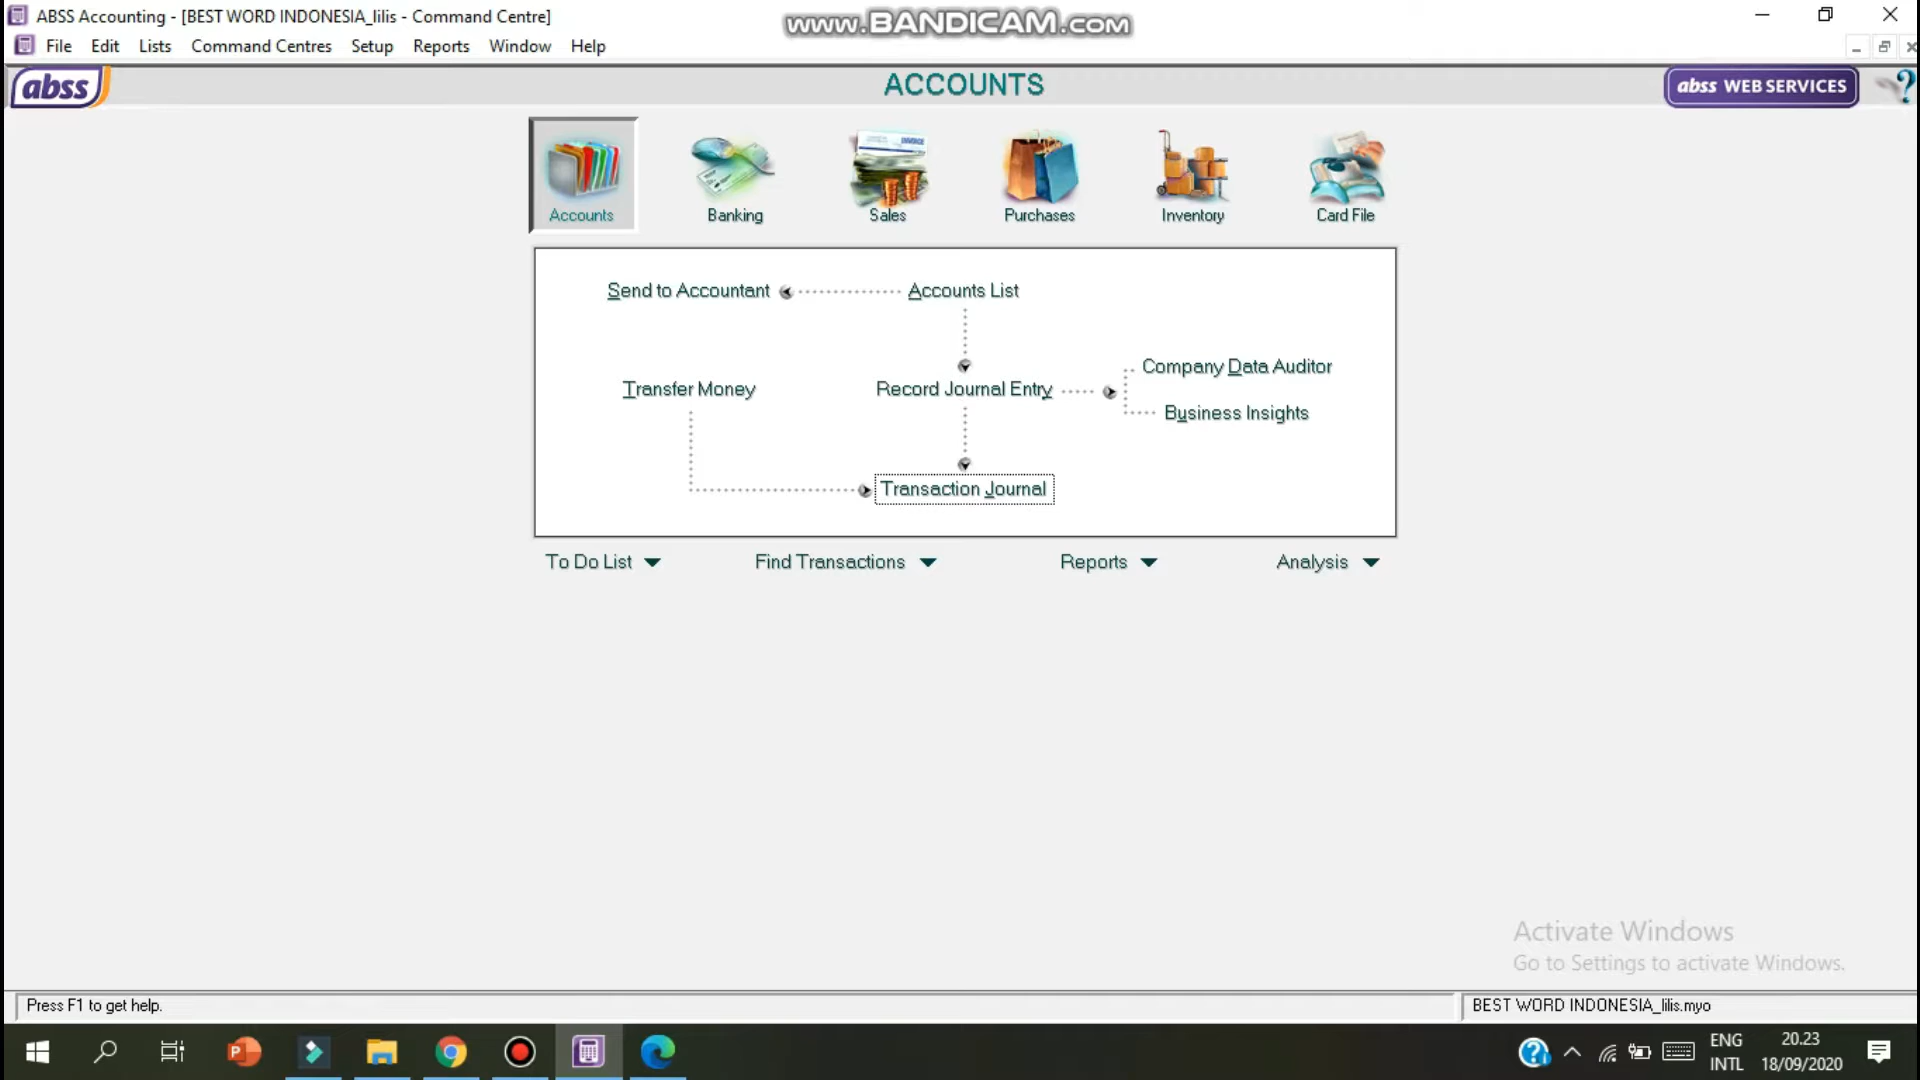 ABSS Accounting - [BEST WORD INDONESIA_lilis - Command Centre]
www.BANDICAM.com
File Edit Lists Command Centres Setup Reports Window Help
abss
ACCOUNTS
abss WEB SERVICES
?
INVOICE
Accounts Banking Sales Purchases Inventory Card File
Send to Accountant Accounts List
Company Data Auditor
Transfer Money Record Journal Entry
Business Insights
Transaction Journal
To Do List Find Transactions Reports Analysis
Activate Windows
Go to Settings to activate Windows.
Press F1 to get help. BEST WORD INDONESIA_lilis.myo
ENG 20.23
INTL 18/09/2020